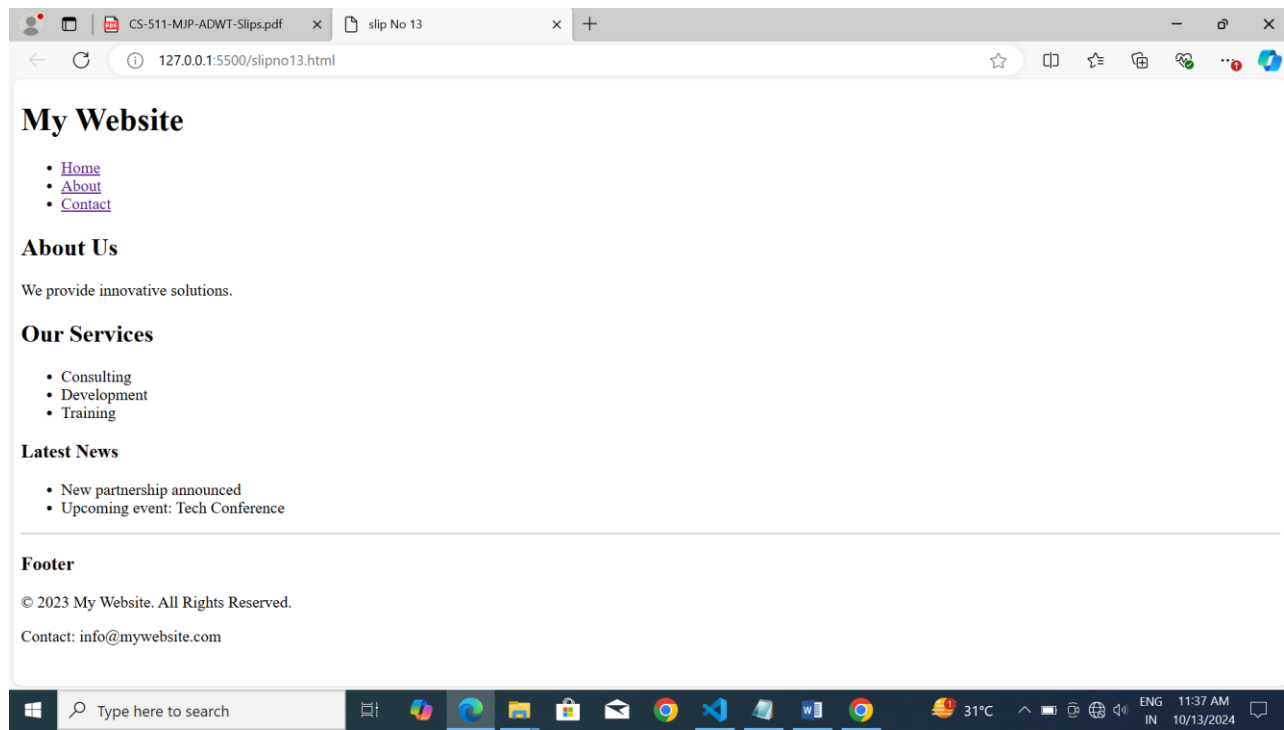 CS-511-MJP-ADWT-Slips.pdf
slip No 13
127.0.0.1:5500/slipno13.html
My Website
• Home
• About
• Contact
About Us
We provide innovative solutions.
Our Services
• Consulting
• Development
• Training
Latest News
• New partnership announced
• Upcoming event: Tech Conference
Footer
© 2023 My Website. All Rights Reserved.
Contact: info@mywebsite.com
Type here to search
31°C
ENG
IN
11:37 AM
10/13/2024